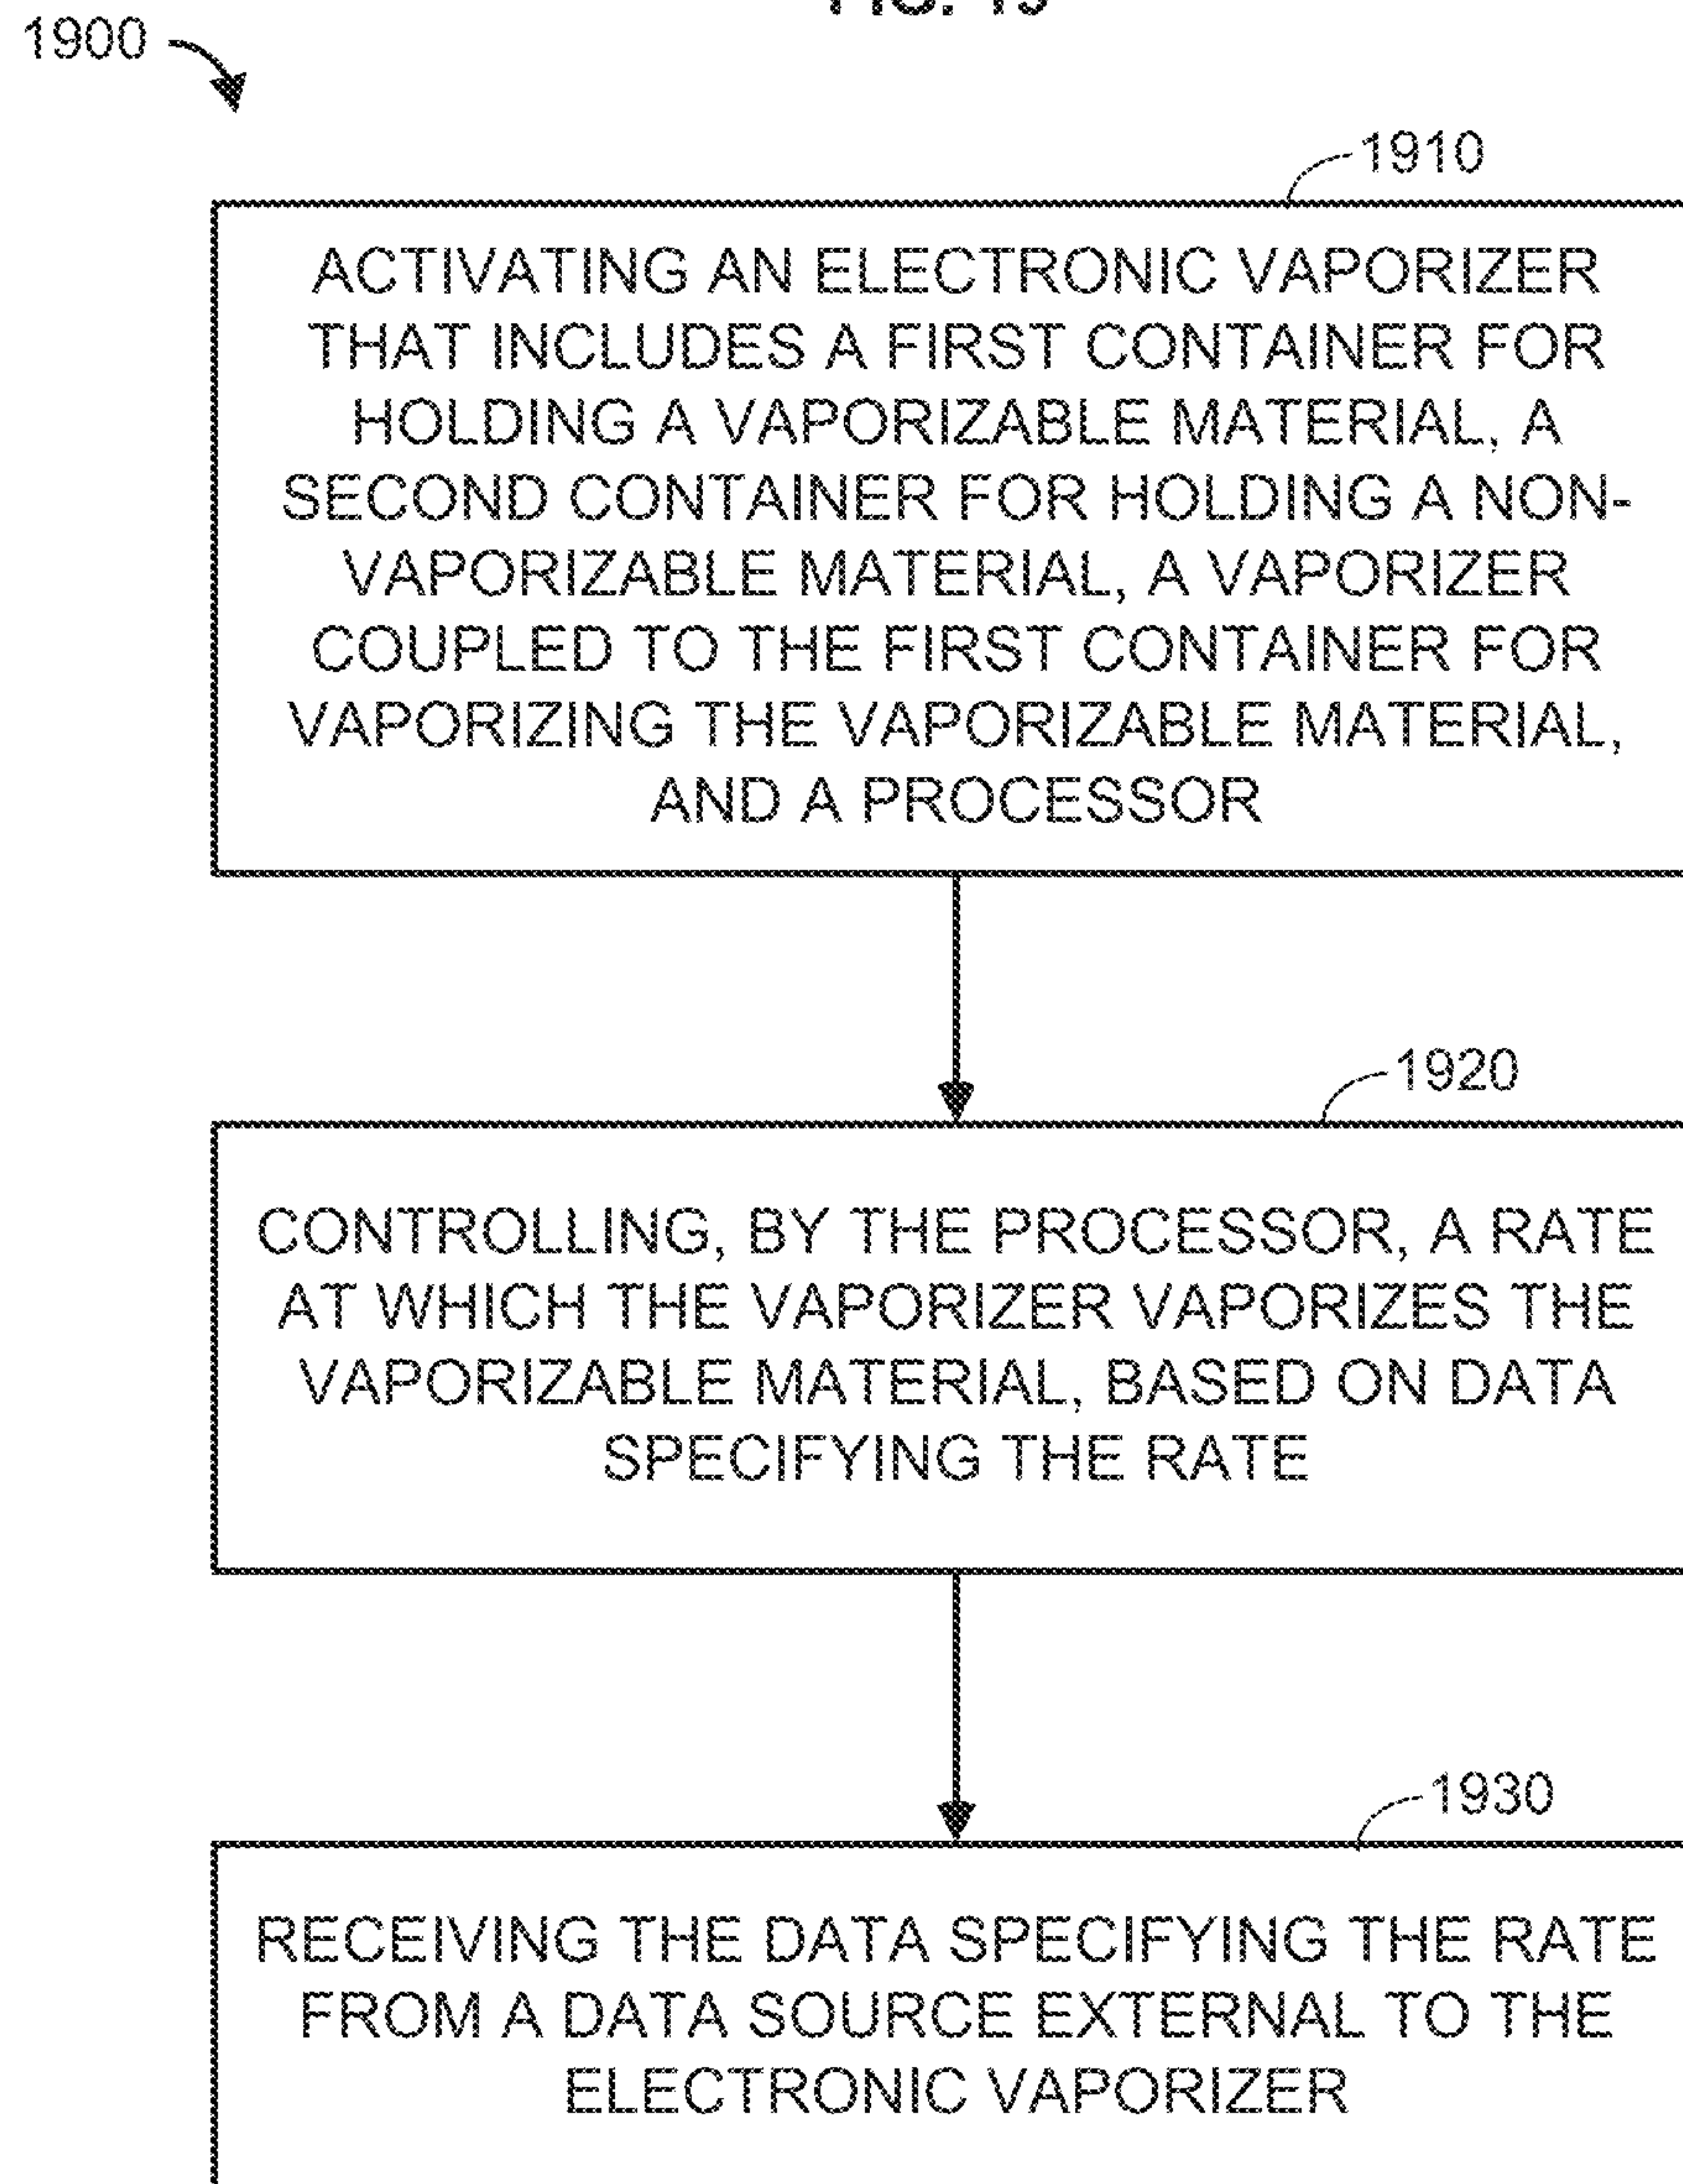 1900
1910
ACTIVATING AN ELECTRONIC VAPORIZER
THAT INCLUDES A FIRST CONTAINER FOR
HOLDING A VAPORIZABLE MATERIAL, A
SECOND CONTAINER FOR HOLDING A NON-
VAPORIZABLE MATERIAL, A VAPORIZER
COUPLED TO THE FIRST CONTAINER FOR
VAPORIZING THE VAPORIZABLE MATERIAL,
AND A PROCESSOR
1920
CONTROLLING, BY THE PROCESSOR, A RATE
AT WHICH THE VAPORIZER VAPORIZES THE
VAPORIZABLE MATERIAL, BASED ON DATA
SPECIFYING THE RATE
1930
RECEIVING THE DATA SPECIFYING THE RATE
FROM A DATA SOURCE EXTERNAL TO THE
ELECTRONIC VAPORIZER